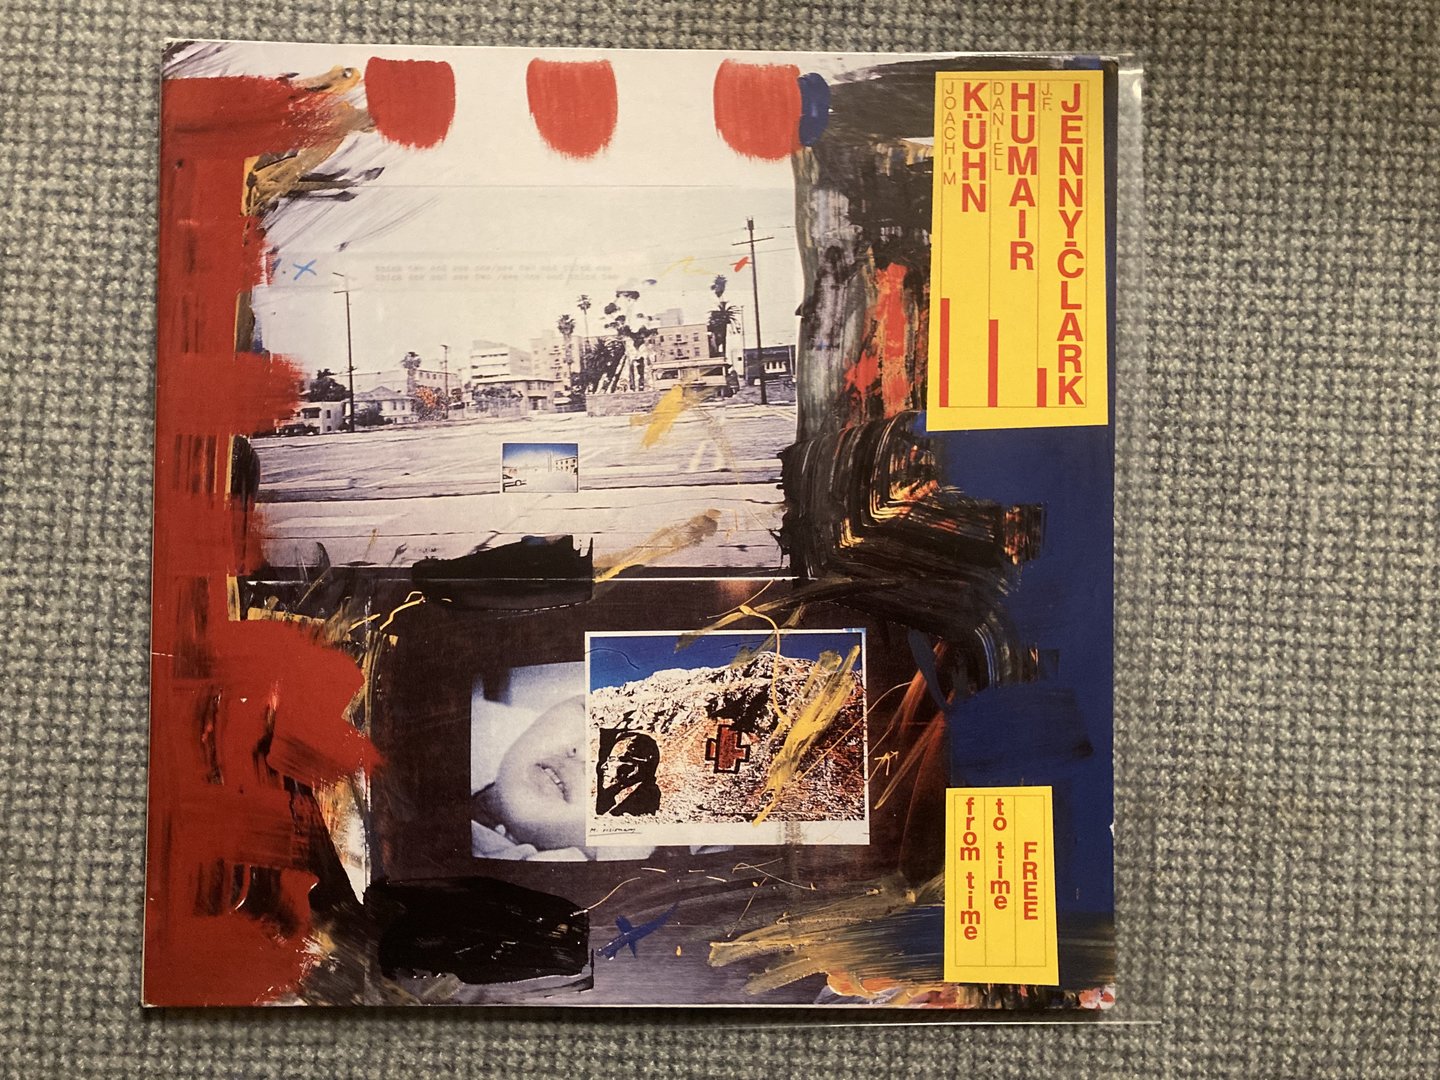 JOACHIM
KÜHN
DANIEL
HUMAIR
J.F.
JENNY-CLARK
from time
to time
FREE